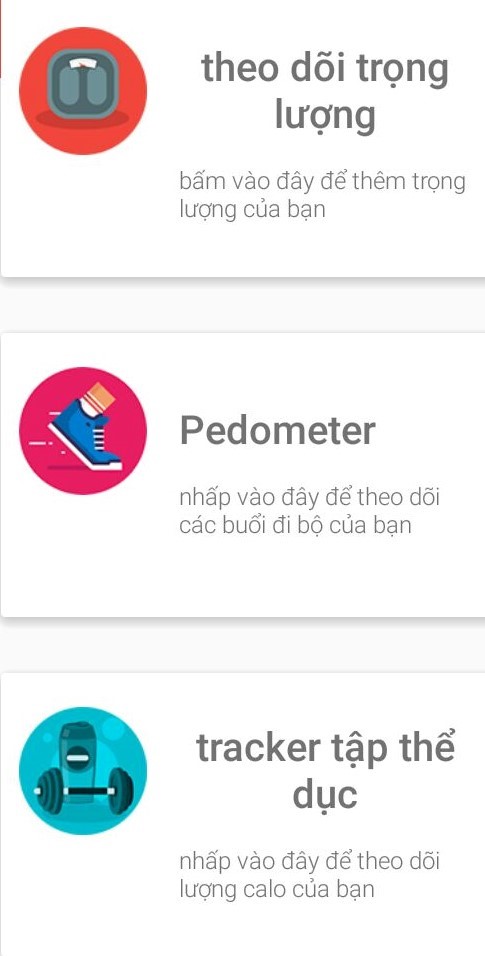 theo dõi trọng
lượng
bấm vào đây để thêm trọng
lượng của bạn
Pedometer
nhấp vào đây để theo dõi
các buổi đi bộ của bạn
tracker tập thể
dục
nhấp vào đây để theo dõi
lượng calo của bạn